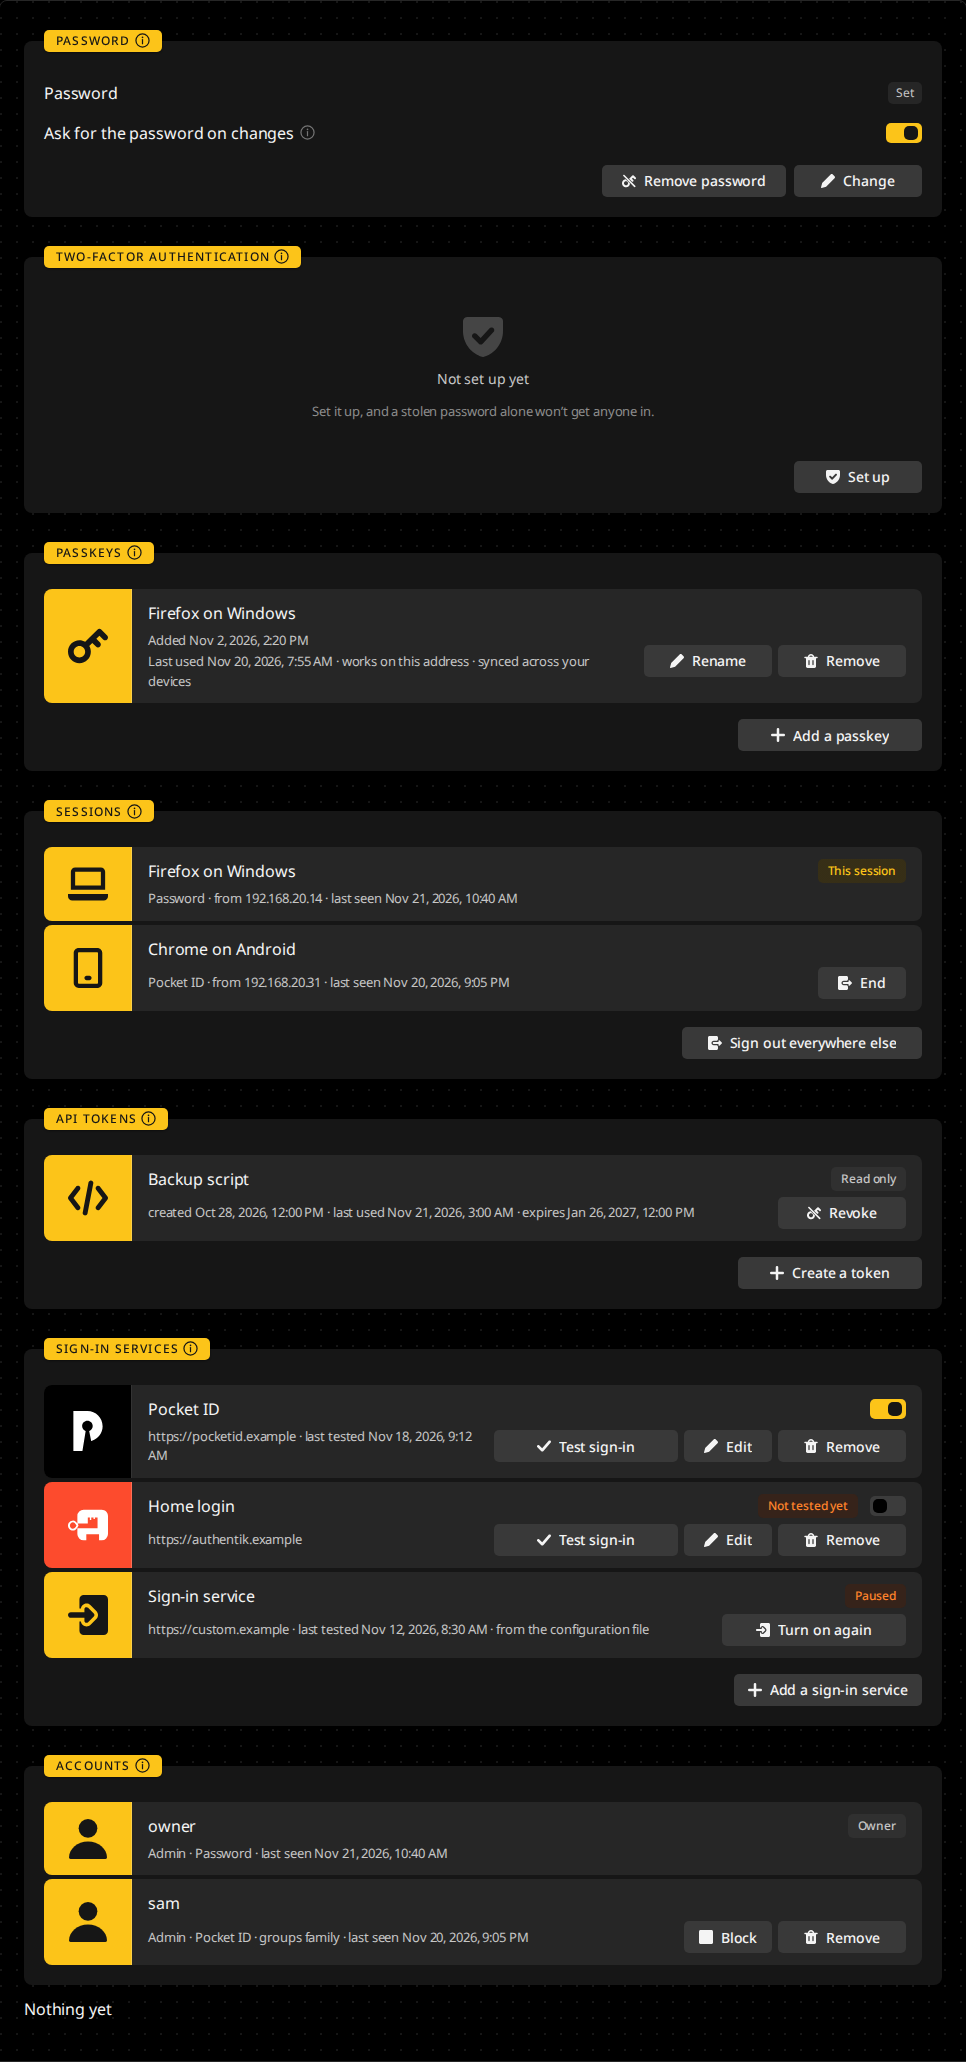 PASSWORD
Password
Set
Ask for the password on changes
Remove password
Change
TWO-FACTOR AUTHENTICATION
Not set up yet
Set it up, and a stolen password alone won't get anyone in.
Set up
PASSKEYS
Firefox on Windows
Added Nov 2, 2026, 2:20 PM
Last used Nov 20, 2026, 7:55 AM · works on this address · synced across your
devices
Rename
Remove
Add a passkey
SESSIONS
Firefox on Windows
This session
Password · from 192.168.20.14 · last seen Nov 21, 2026, 10:40 AM
Chrome on Android
Pocket ID · from 192.168.20.31 · last seen Nov 20, 2026, 9:05 PM
End
Sign out everywhere else
API TOKENS
Backup script
Read only
created Oct 28, 2026, 12:00 PM · last used Nov 21, 2026, 3:00 AM · expires Jan 26, 2027, 12:00 PM
Revoke
Create a token
SIGN-IN SERVICES
Pocket ID
https://pocketid.example · last tested Nov 18, 2026, 9:12
AM
Test sign-in
Edit
Remove
Home login
Not tested yet
https://authentik.example
Test sign-in
Edit
Remove
Sign-in service
Paused
https://custom.example · last tested Nov 12, 2026, 8:30 AM · from the configuration file
Turn on again
Add a sign-in service
ACCOUNTS
owner
Owner
Admin · Password · last seen Nov 21, 2026, 10:40 AM
sam
Admin · Pocket ID · groups family · last seen Nov 20, 2026, 9:05 PM
Block
Remove
Nothing yet